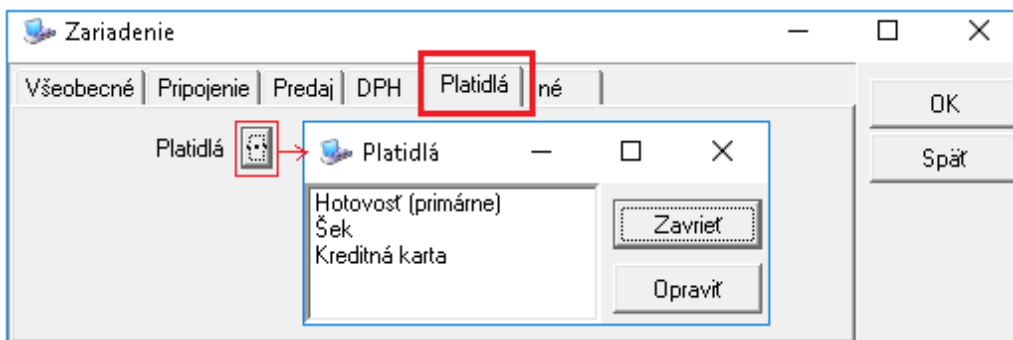 Zariadenie
Všeobecné Pripojenie Predaj DPH Platidlá né
OK
Späť
Platidlá
Platidlá
Hotovosť (primárne)
Šek
Kreditná karta
Zavrieť
Opraviť